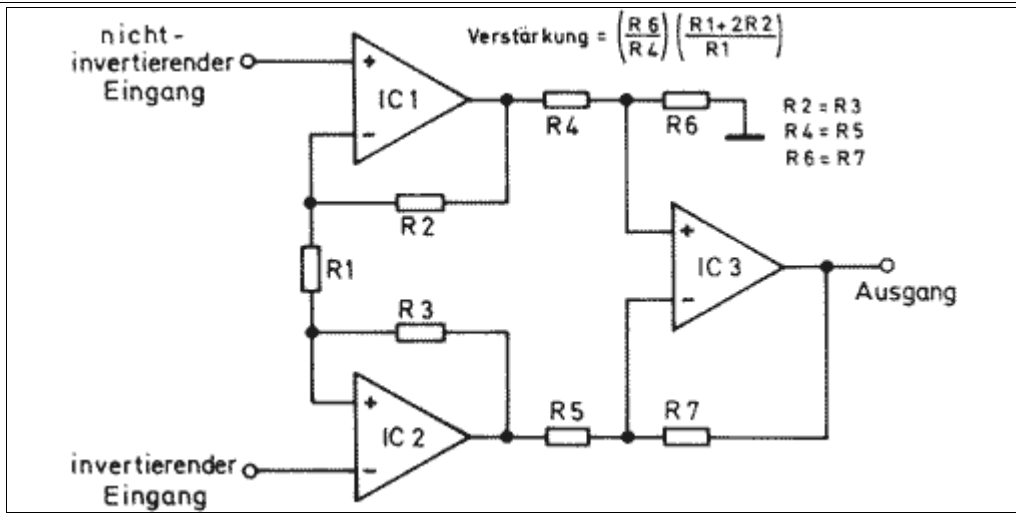 nicht-
invertierender
Eingang
Verstärkung = (R6/R4) (R1+2R2/R1)
IC1
R4
R6
R2=R3
R4=R5
R6=R7
R2
R1
IC3
Ausgang
R3
IC2
R5
R7
invertierender
Eingang
+
-
+
-
+
-